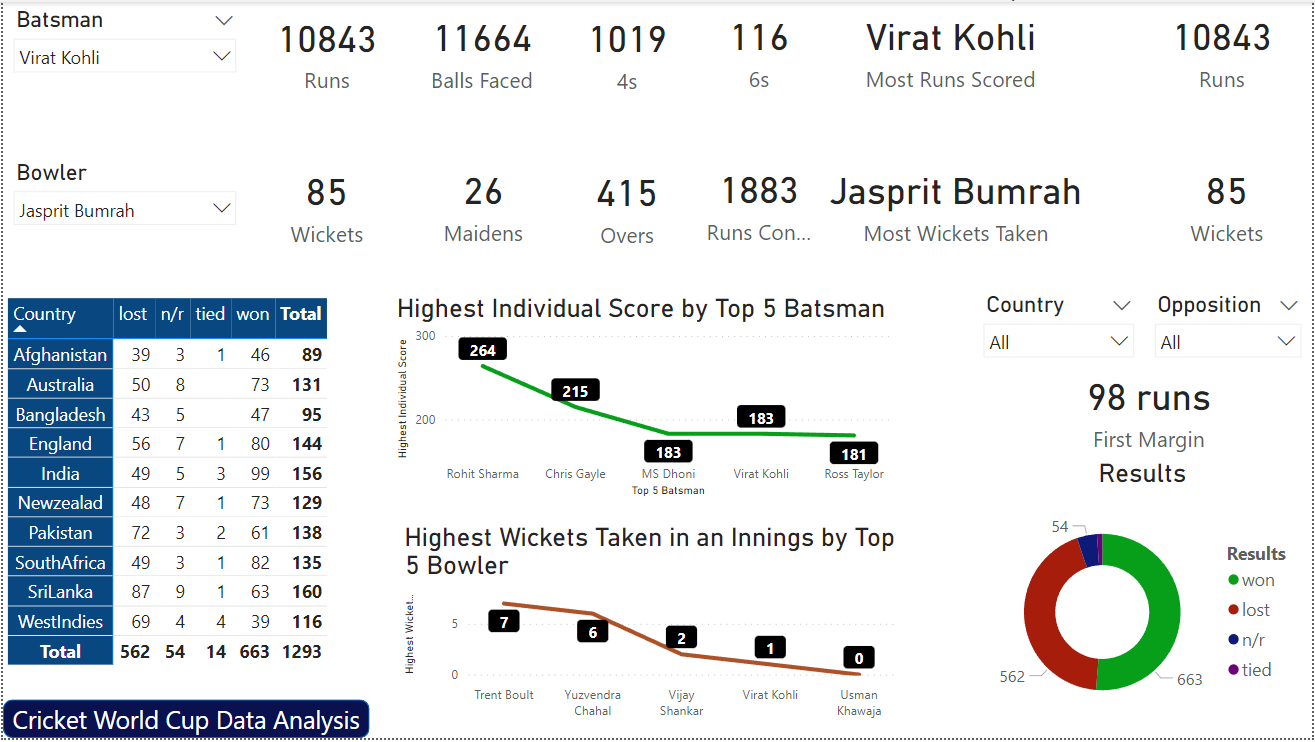 Batsman
Virat Kohli
10843
Runs
11664
Balls Faced
1019
4s
116
6s
Virat Kohli
Most Runs Scored
10843
Runs
Bowler
Jasprit Bumrah
85
Wickets
26
Maidens
415
Overs
1883
Runs Con...
Jasprit Bumrah
Most Wickets Taken
85
Wickets
Country lost n/r tied won Total
Afghanistan 39 3 1 46 89
Australia 50 8 73 131
Bangladesh 43 5 47 95
England 56 7 1 80 144
India 49 5 3 99 156
Newzealad 48 7 1 73 129
Pakistan 72 3 2 61 138
SouthAfrica 49 3 1 82 135
SriLanka 87 9 1 63 160
WestIndies 69 4 4 39 116
Total 562 54 14 663 1293
Cricket World Cup Data Analysis
Highest Individual Score by Top 5 Batsman
Highest Individual Score
300
200
264
215
183
183
181
Rohit Sharma Chris Gayle MS Dhoni Virat Kohli Ross Taylor
Top 5 Batsman
Highest Wickets Taken in an Innings by Top
5 Bowler
Highest Wicket...
5
0
7
6
2
1
0
Trent Boult Yuzvendra Chahal Vijay Shankar Virat Kohli Usman Khawaja
Country
All
Opposition
All
98 runs
First Margin
Results
54
562
663
Results
won
lost
n/r
tied